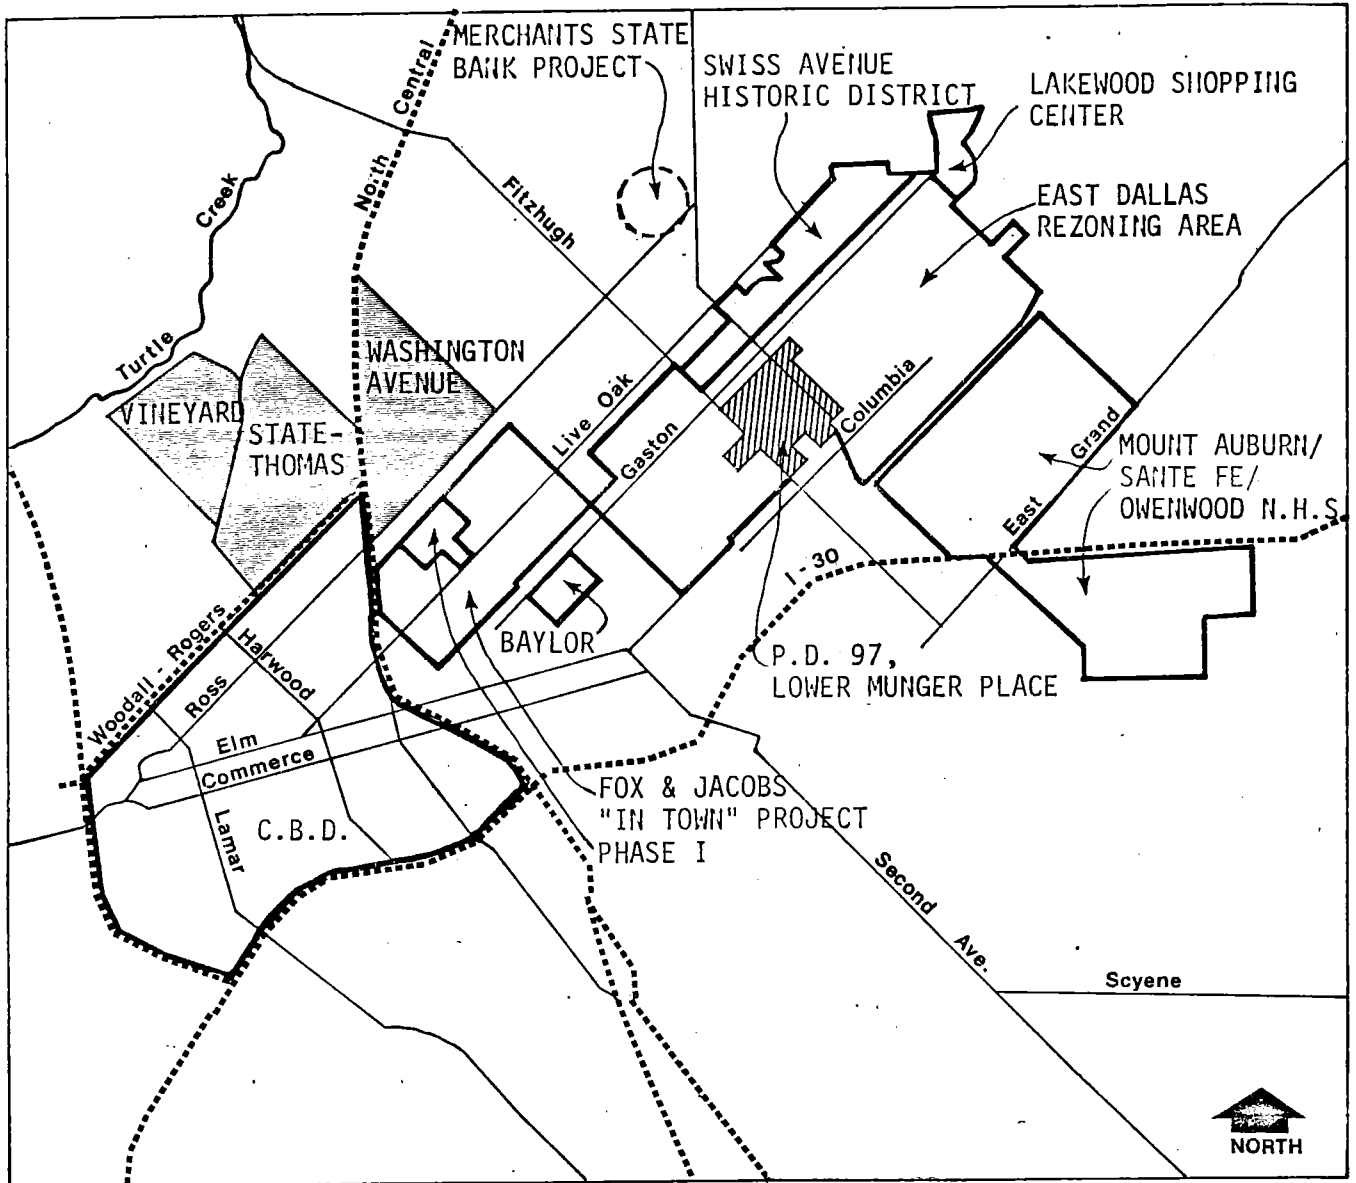 MERCHANTS STATE
BANK PROJECT
SWISS AVENUE
HISTORIC DISTRICT
LAKEWOOD SHOPPING
CENTER
EAST DALLAS
REZONING AREA
North Central
Creek
Turtle
Fitzhugh
VINEYARD
STATE-
THOMAS
WASHINGTON
AVENUE
Live Oak
Gaston
Columbia
East Grand
MOUNT AUBURN/
SANTE FE/
OWENWOOD N.H.S
I-30
BAYLOR
P.D. 97,
LOWER MUNGER PLACE
Woodall - Rogers
Harwood
Ross
Elm
Commerce
Lamar
C.B.D.
FOX & JACOBS
"IN TOWN" PROJECT
PHASE I
Second Ave.
Scyene
NORTH